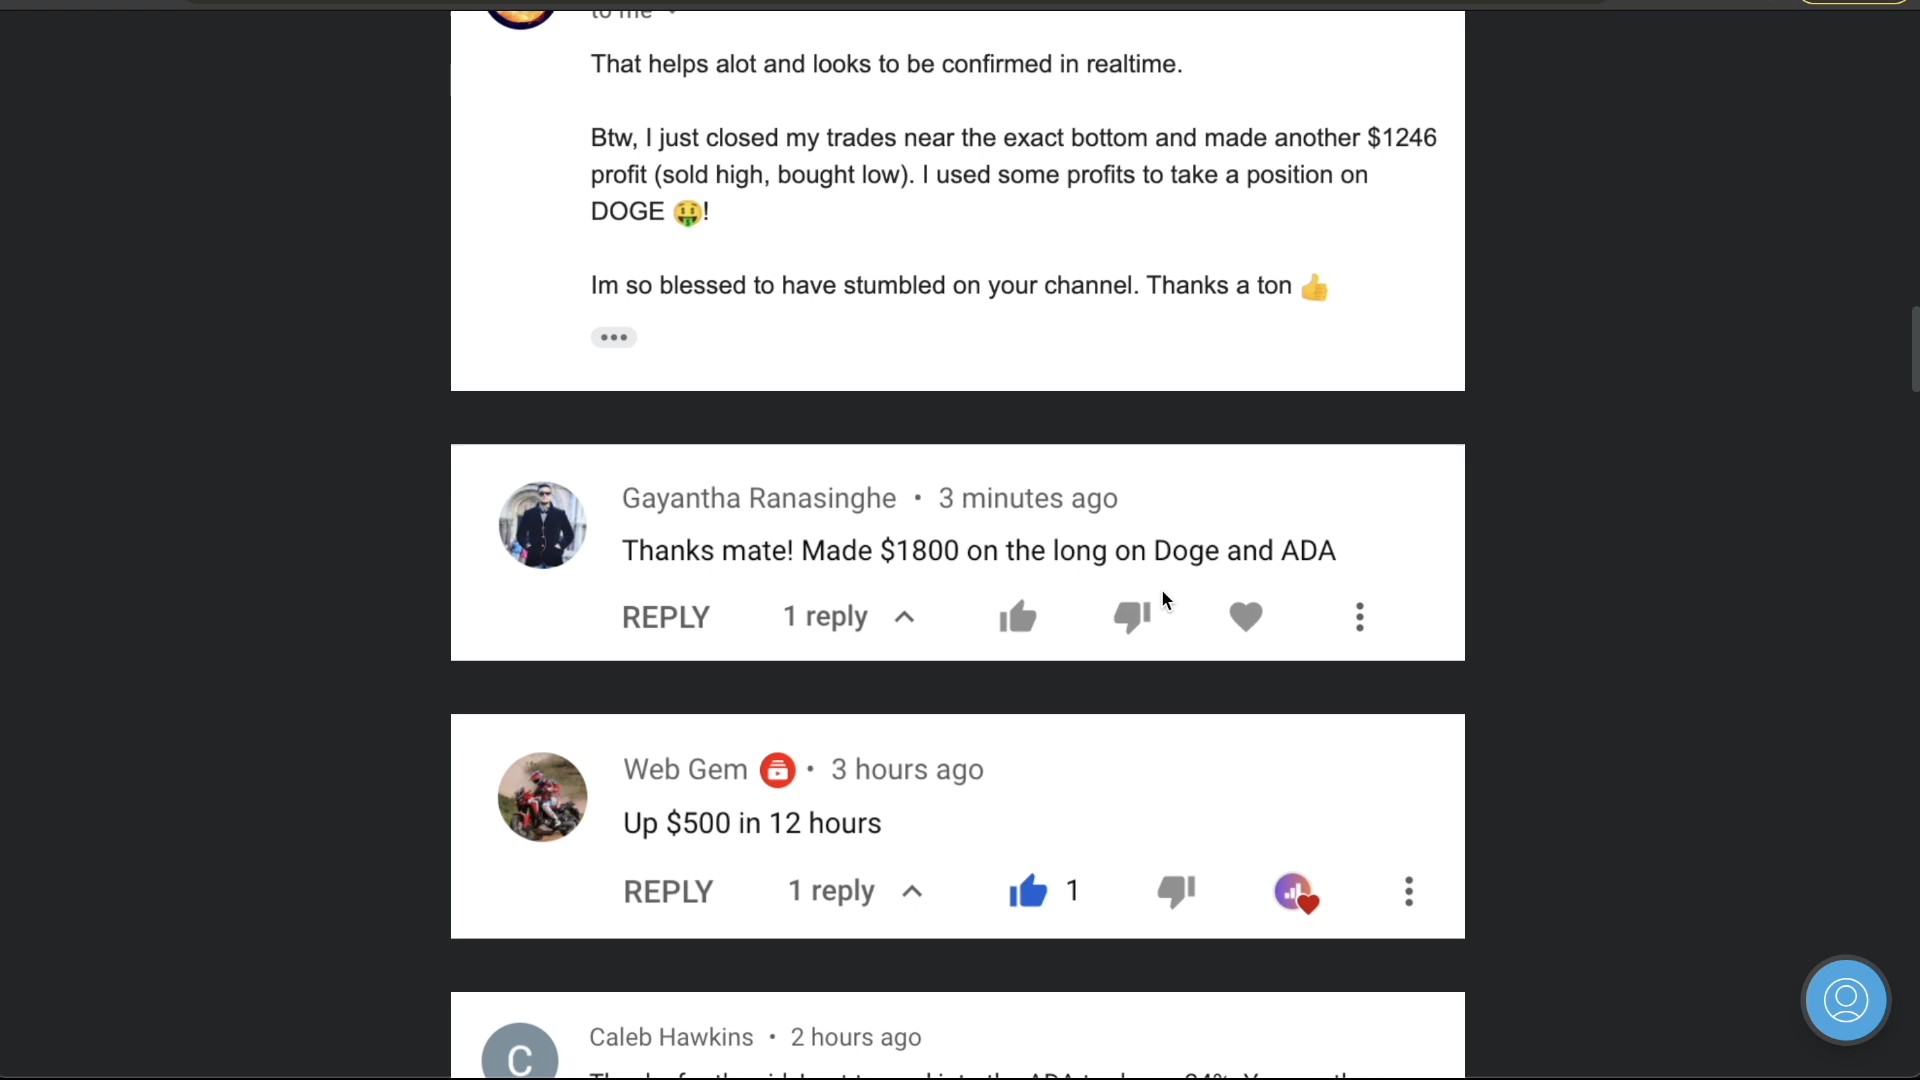 to me
That helps alot and looks to be confirmed in realtime.
Btw, I just closed my trades near the exact bottom and made another $1246
profit (sold high, bought low). I used some profits to take a position on
DOGE 🤑!
Im so blessed to have stumbled on your channel. Thanks a ton 👍
Gayantha Ranasinghe • 3 minutes ago
Thanks mate! Made $1800 on the long on Doge and ADA
REPLY 1 reply
Web Gem • 3 hours ago
Up $500 in 12 hours
REPLY 1 reply 1
C
Caleb Hawkins • 2 hours ago